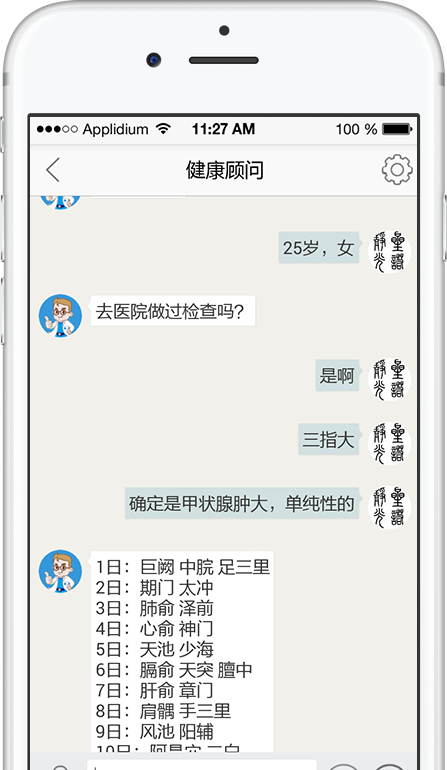 Applidium 11:27 AM 100 %
健康顾问
25岁，女
去医院做过检查吗？
是啊
三指大
确定是甲状腺肿大，单纯性的
1日：巨阙 中脘 足三里
2日：期门 太冲
3日：肺俞 泽前
4日：心俞 神门
5日：天池 少海
6日：膈俞 天突 膻中
7日：肝俞 章门
8日：肩髃 手三里
9日：风池 阳辅
10日：阿是穴 三白